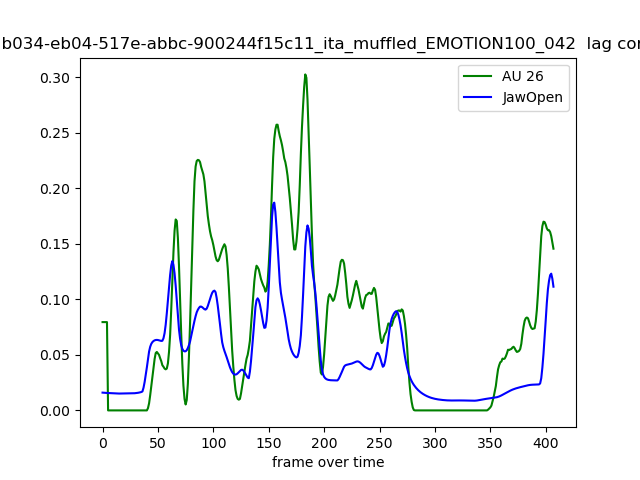 b034-eb04-517e-abbc-900244f15c11_ita_muffled_EMOTION100_042 lag cor
AU 26
JawOpen
0.30
0.25
0.20
0.15
0.10
0.05
0.00
0 50 100 150 200 250 300 350 400
frame over time